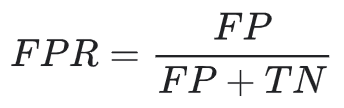 FPR = FP / (FP + TN)